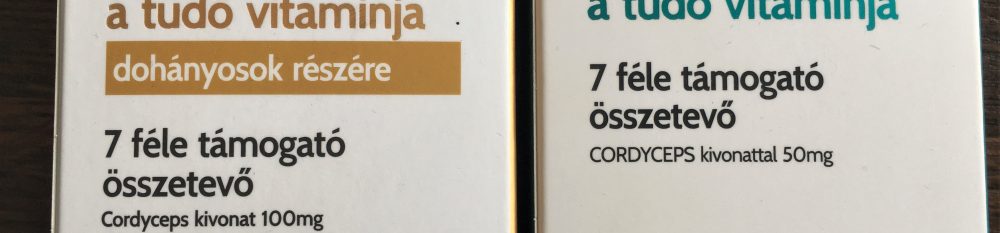 a tüdő vitaminja
dohányosok részére
7 féle támogató
összetevő
Cordyceps kivonat 100mg
a tüdő vitaminja
7 féle támogató
összetevő
CORDYCEPS kivonattal 50mg